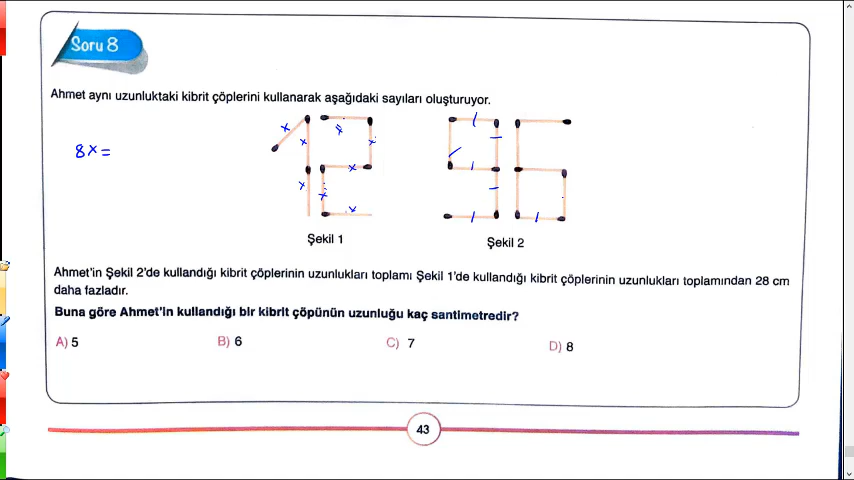 Soru 8
Ahmet aynı uzunluktaki kibrit çöplerini kullanarak aşağıdaki sayıları oluşturuyor.
8x=
x x x x x x x x
Şekil 1
Şekil 2
Ahmet'in Şekil 2'de kullandığı kibrit çöplerinin uzunlukları toplamı Şekil 1'de kullandığı kibrit çöplerinin uzunlukları toplamından 28 cm
daha fazladır.
Buna göre Ahmet'in kullandığı bir kibrit çöpünün uzunluğu kaç santimetredir?
A) 5
B) 6
C) 7
D) 8
43